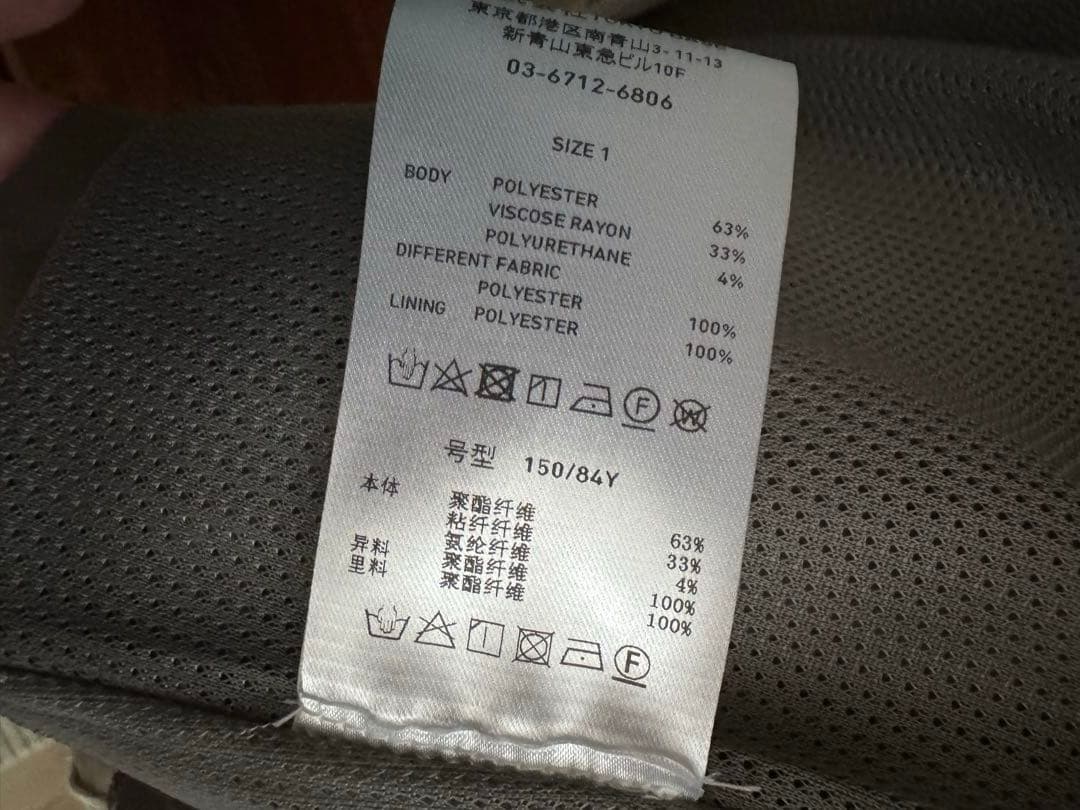 東京都港区南青山3-11-13
新青山東急ビル10F
03-6712-6806
SIZE 1
BODY POLYESTER 63%
VISCOSE RAYON 33%
POLYURETHANE 4%
DIFFERENT FABRIC
POLYESTER 100%
LINING POLYESTER 100%
F W
号型 150/84Y
本体 聚酯纤维 63%
粘纤纤维 33%
氨纶纤维 4%
异料 聚酯纤维 100%
里料 聚酯纤维 100%
F